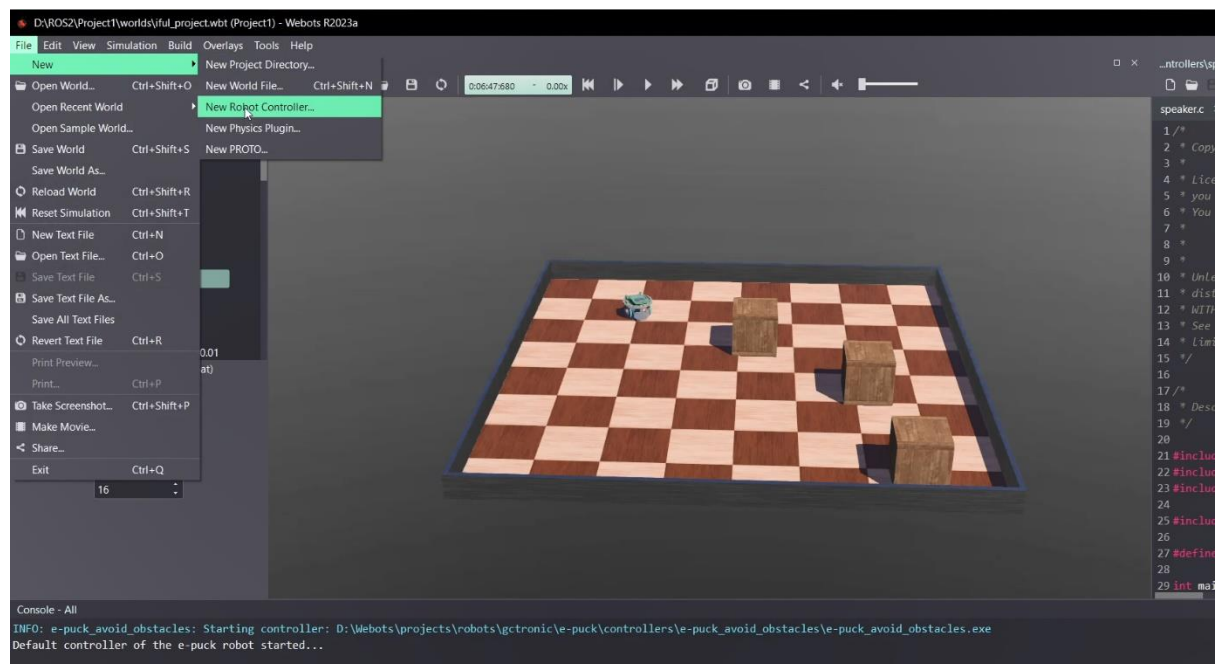 D:\ROS2\Project1\worlds\iful_project.wbt (Project1) - Webots R2023a
File Edit View Simulation Build Overlays Tools Help
New
Open World... Ctrl+Shift+O
Open Recent World
Open Sample World...
Save World Ctrl+Shift+S
Save World As...
Reload World Ctrl+Shift+R
Reset Simulation Ctrl+Shift+T
New Text File Ctrl+N
Open Text File... Ctrl+O
Save Text File Ctrl+S
Save Text File As...
Save All Text Files
Revert Text File Ctrl+R
Print Preview...
Print... Ctrl+P
Take Screenshot... Ctrl+Shift+P
Make Movie...
Share...
Exit Ctrl+Q
New Project Directory...
New World File... Ctrl+Shift+N
New Robot Controller...
New Physics Plugin...
New PROTO...
0:06:47:680 - 0.00x
0.01
at)
16
...ntrollers\sp
speaker.c
1 /*
2 * Copy
3 *
4 * Lice
5 * you
6 * You
7 *
8 *
9 *
10 * Unle
11 * dist
12 * WITH
13 * See
14 * Limi
15 */
16
17 /*
18 * Desc
19 */
20
21 #includ
22 #includ
23 #includ
24
25 #includ
26
27 #define
28
29 int mai
Console - All
INFO: e-puck_avoid_obstacles: Starting controller: D:\Webots\projects\robots\gctronic\e-puck\controllers\e-puck_avoid_obstacles\e-puck_avoid_obstacles.exe
Default controller of the e-puck robot started...